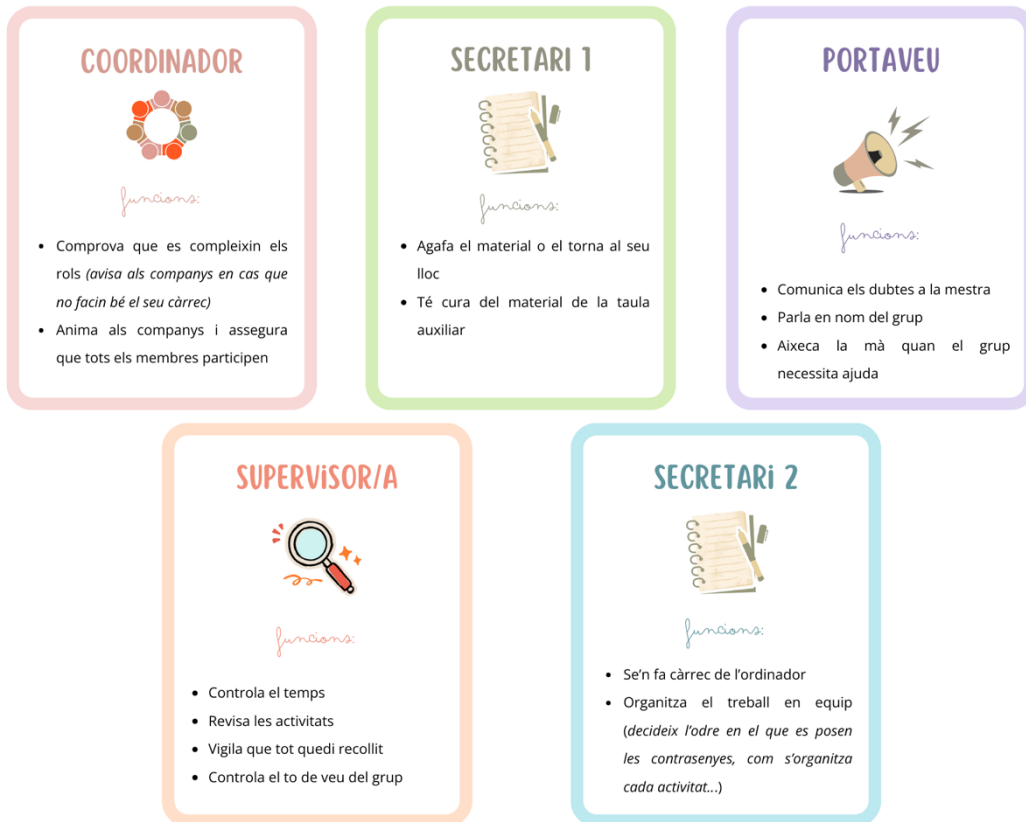 COORDINADOR
funcions:
• Comprova que es compleixin els
rols (avisa als companys en cas que
no facin bé el seu càrrec)
• Anima als companys i assegura
que tots els membres participen
SECRETARI 1
funcions:
• Agafa el material o el torna al seu
lloc
• Té cura del material de la taula
auxiliar
PORTAVEU
funcions:
• Comunica els dubtes a la mestra
• Parla en nom del grup
• Aixeca la mà quan el grup
necessita ajuda
SUPERViSOR/A
funcions:
• Controla el temps
• Revisa les activitats
• Vigila que tot quedi recollit
• Controla el to de veu del grup
SECRETARi 2
funcions:
• Se'n fa càrrec de l'ordinador
• Organitza el treball en equip
(decideix l'odre en el que es posen
les contrasenyes, com s'organitza
cada activitat...)